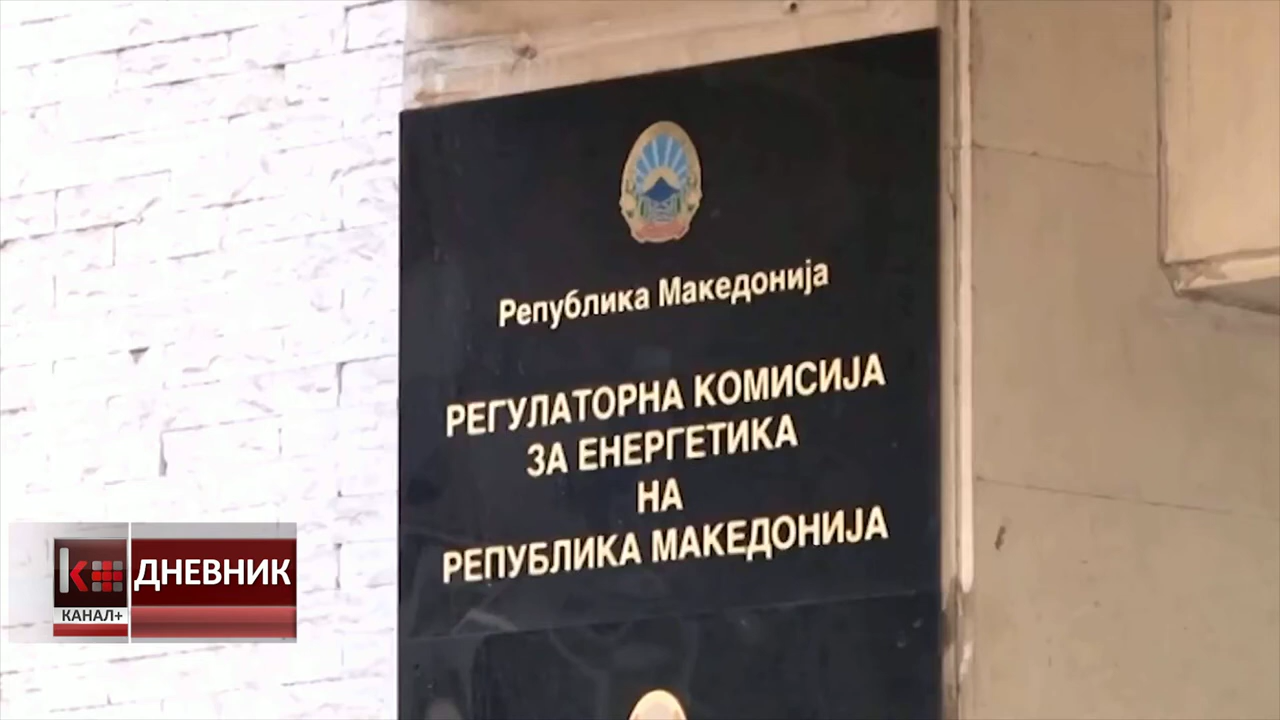 Република Македонија
РЕГУЛАТОРНА КОМИСИЈА
ЗА ЕНЕРГЕТИКА
НА
РЕПУБЛИКА МАКЕДОНИЈА
ДНЕВНИК
КАНАЛ+